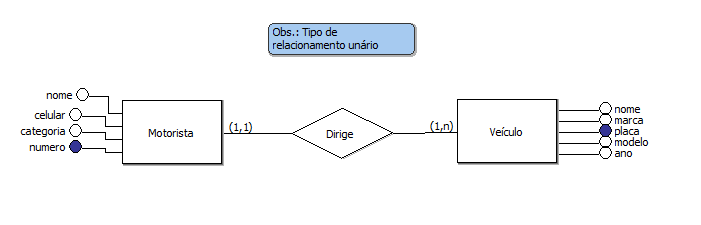 Obs.: Tipo de
relacionamento unário
nome
celular
categoria
numero
Motorista
(1,1)
Dirige
(1,n)
Veículo
nome
marca
placa
modelo
ano